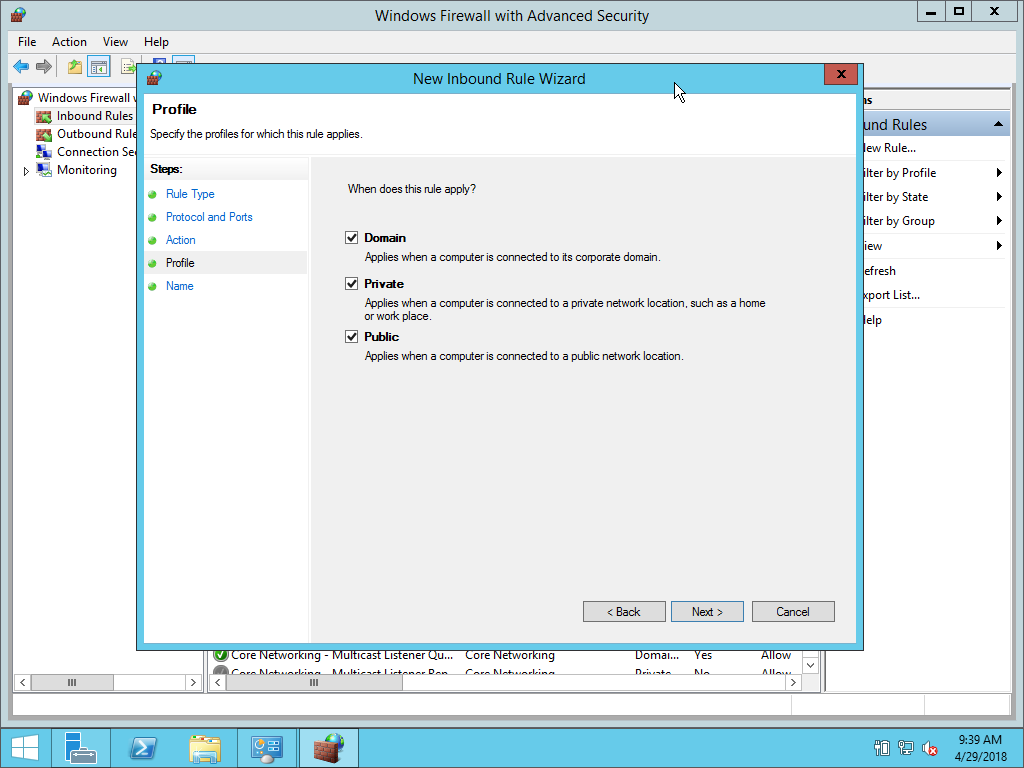 Windows Firewall with Advanced Security
File Action View Help
New Inbound Rule Wizard
Windows Firewall
Inbound Rules
Outbound Rule
Connection Sec
Monitoring
Profile
Specify the profiles for which this rule applies.
Steps:
Rule Type
Protocol and Ports
Action
Profile
Name
When does this rule apply?
Domain
Applies when a computer is connected to its corporate domain.
Private
Applies when a computer is connected to a private network location, such as a home
or work place.
Public
Applies when a computer is connected to a public network location.
< Back Next > Cancel
ns
und Rules
ew Rule...
ilter by Profile
ilter by State
ilter by Group
iew
efresh
xport List...
elp
Core Networking - Multicast Listener Qu... Core Networking Domai... Yes Allow
Core Networking - Multicast Listener Rep... Core Networking Private No Allow
9:39 AM
4/29/2018